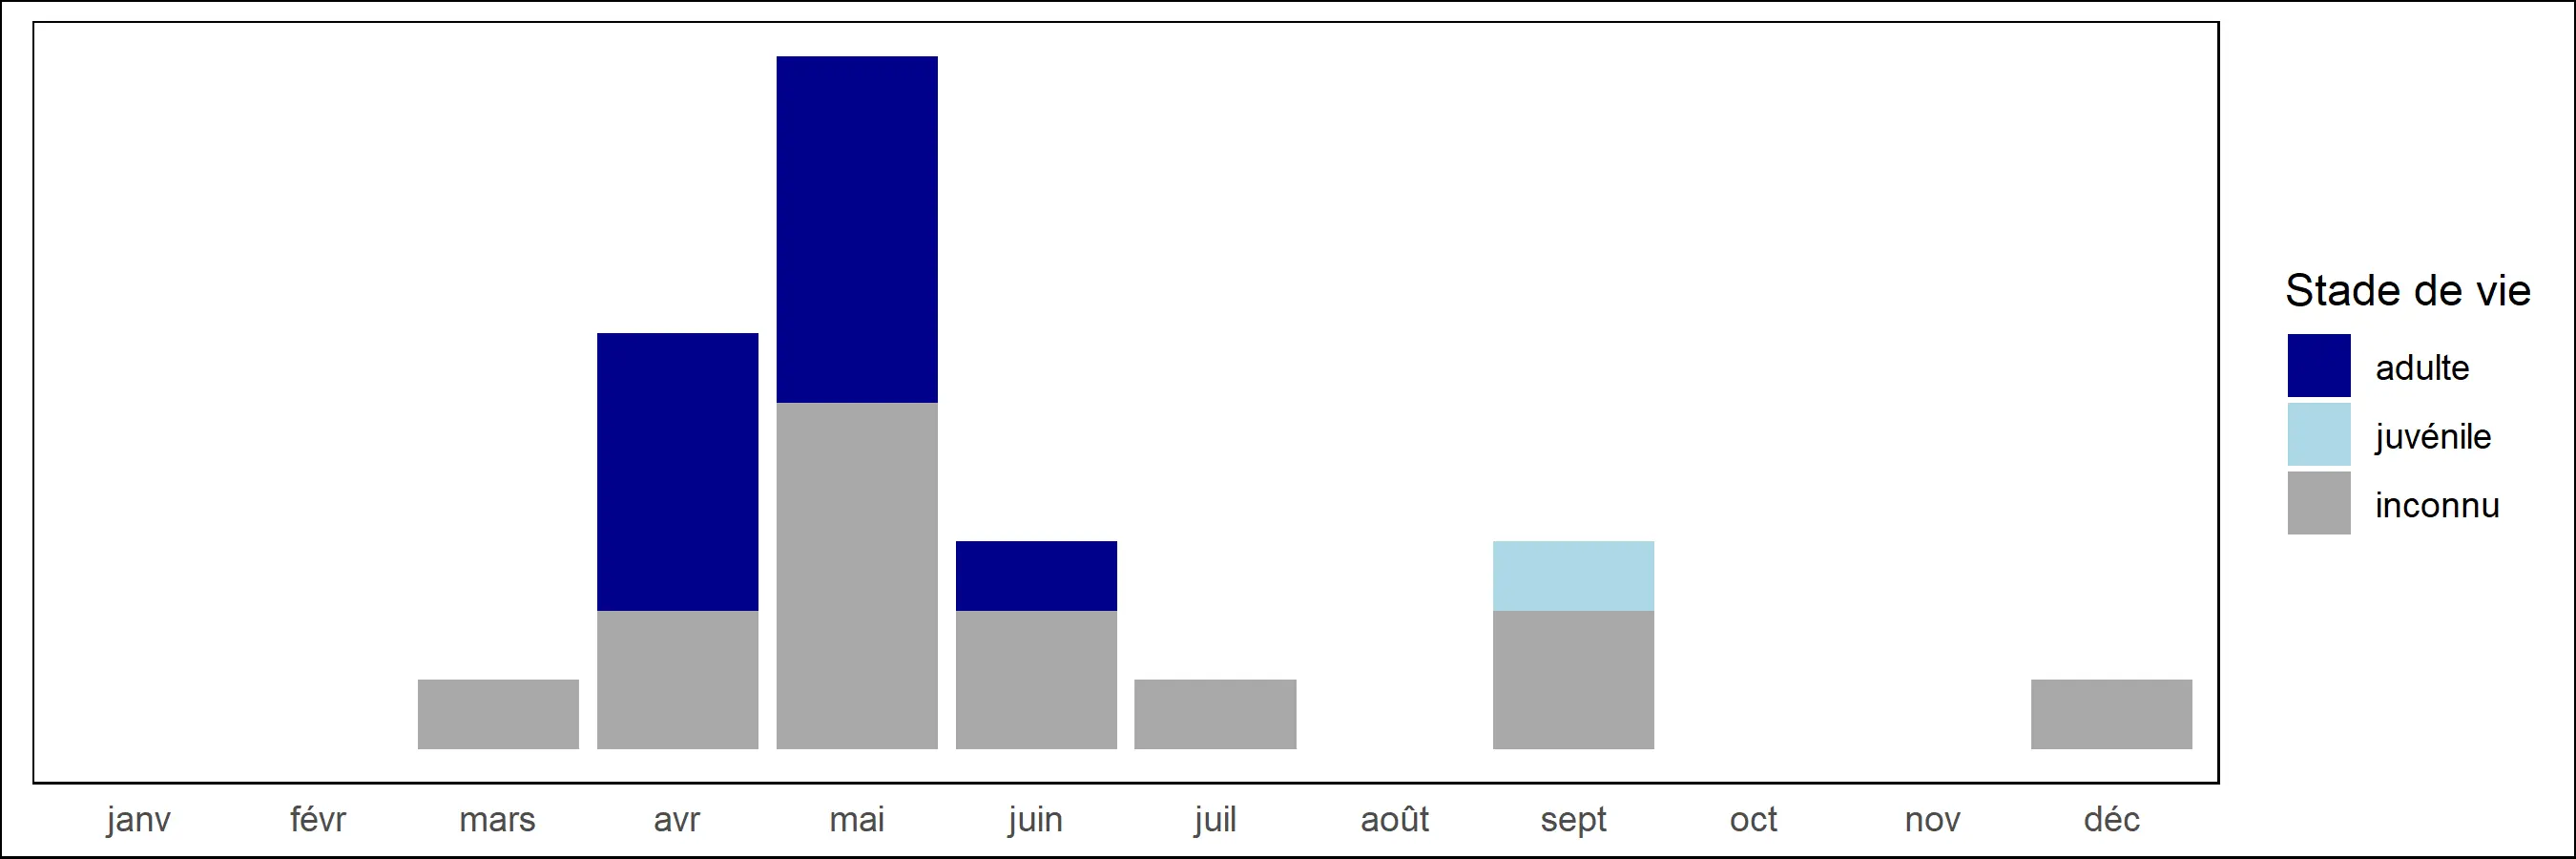 Stade de vie
adulte
juvénile
inconnu
janv févr mars avr mai juin juil août sept oct nov déc